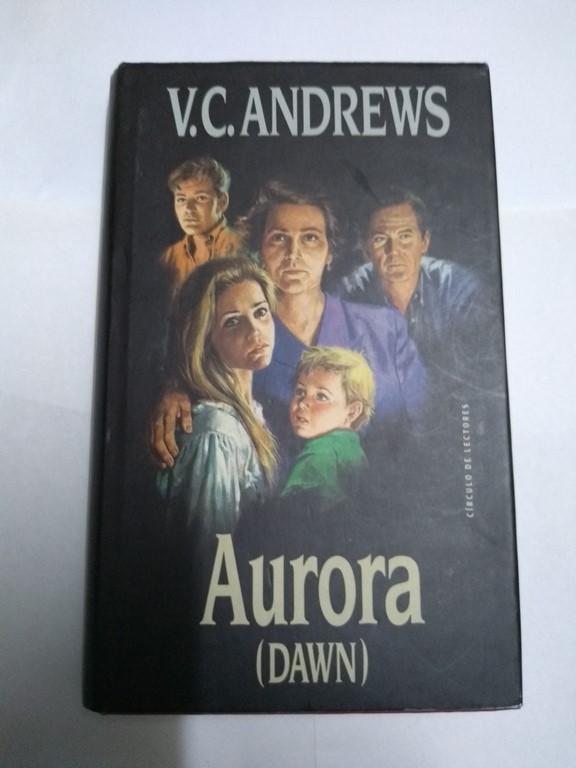 V.C. ANDREWS
CÍRCULO DE LECTORES
Aurora
(DAWN)